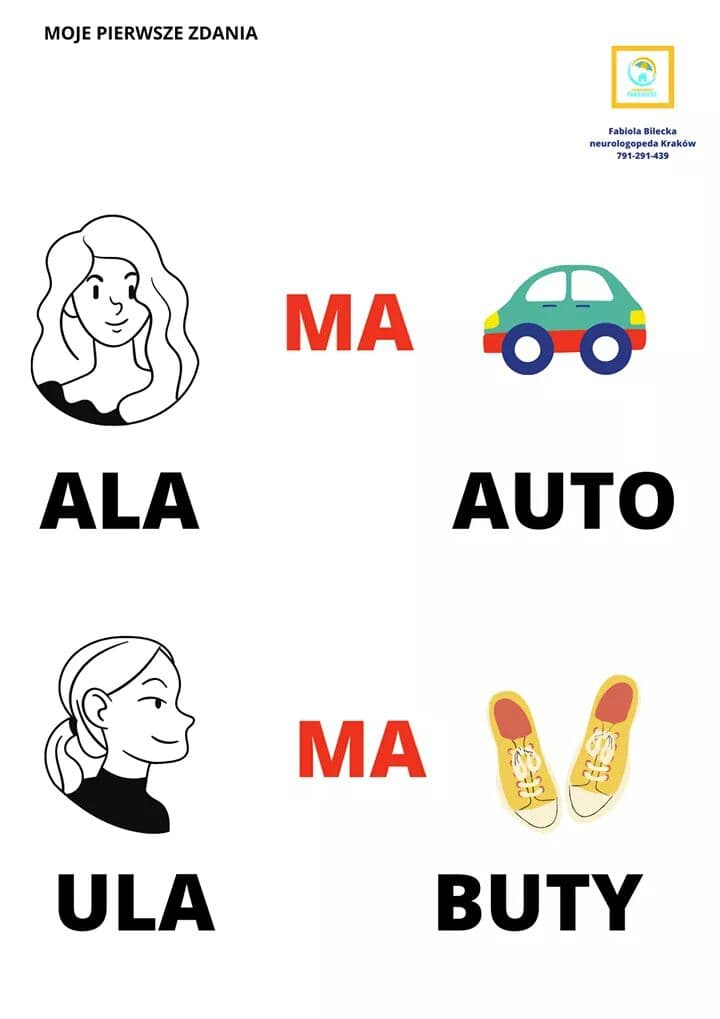 MOJE PIERWSZE ZDANIA
Fabiola Bilecka
neurologopeda Kraków
791-291-439
MA
ALA
AUTO
MA
ULA
BUTY